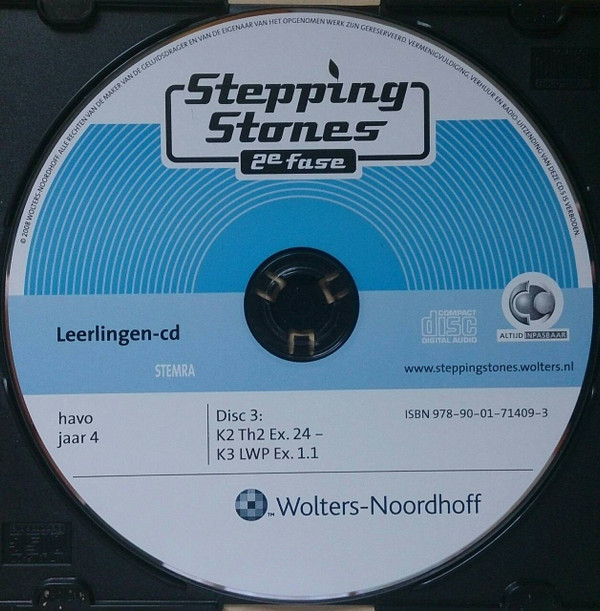 © 2008 WOLTERS-NOORDHOFF ALLE RECHTEN VAN DE MAKER VAN DE GELUIDSDRAGER EN VAN DE EIGENAAR VAN HET OPGENOMEN WERK ZIJN GERESERVEERD. VERMENIGVULDIGING, VERHUUR EN RADIO-UITZENDING VAN DEZE CD'S IS VERBODEN.
Stepping
Stones
2e fase
Leerlingen-cd
STEMRA
COMPACT
disc
DIGITAL AUDIO
ALTIJD INPASBAAR
www.steppingstones.wolters.nl
havo
jaar 4
Disc 3:
K2 Th2 Ex. 24 –
K3 LWP Ex. 1.1
ISBN 978-90-01-71409-3
™ Wolters-Noordhoff